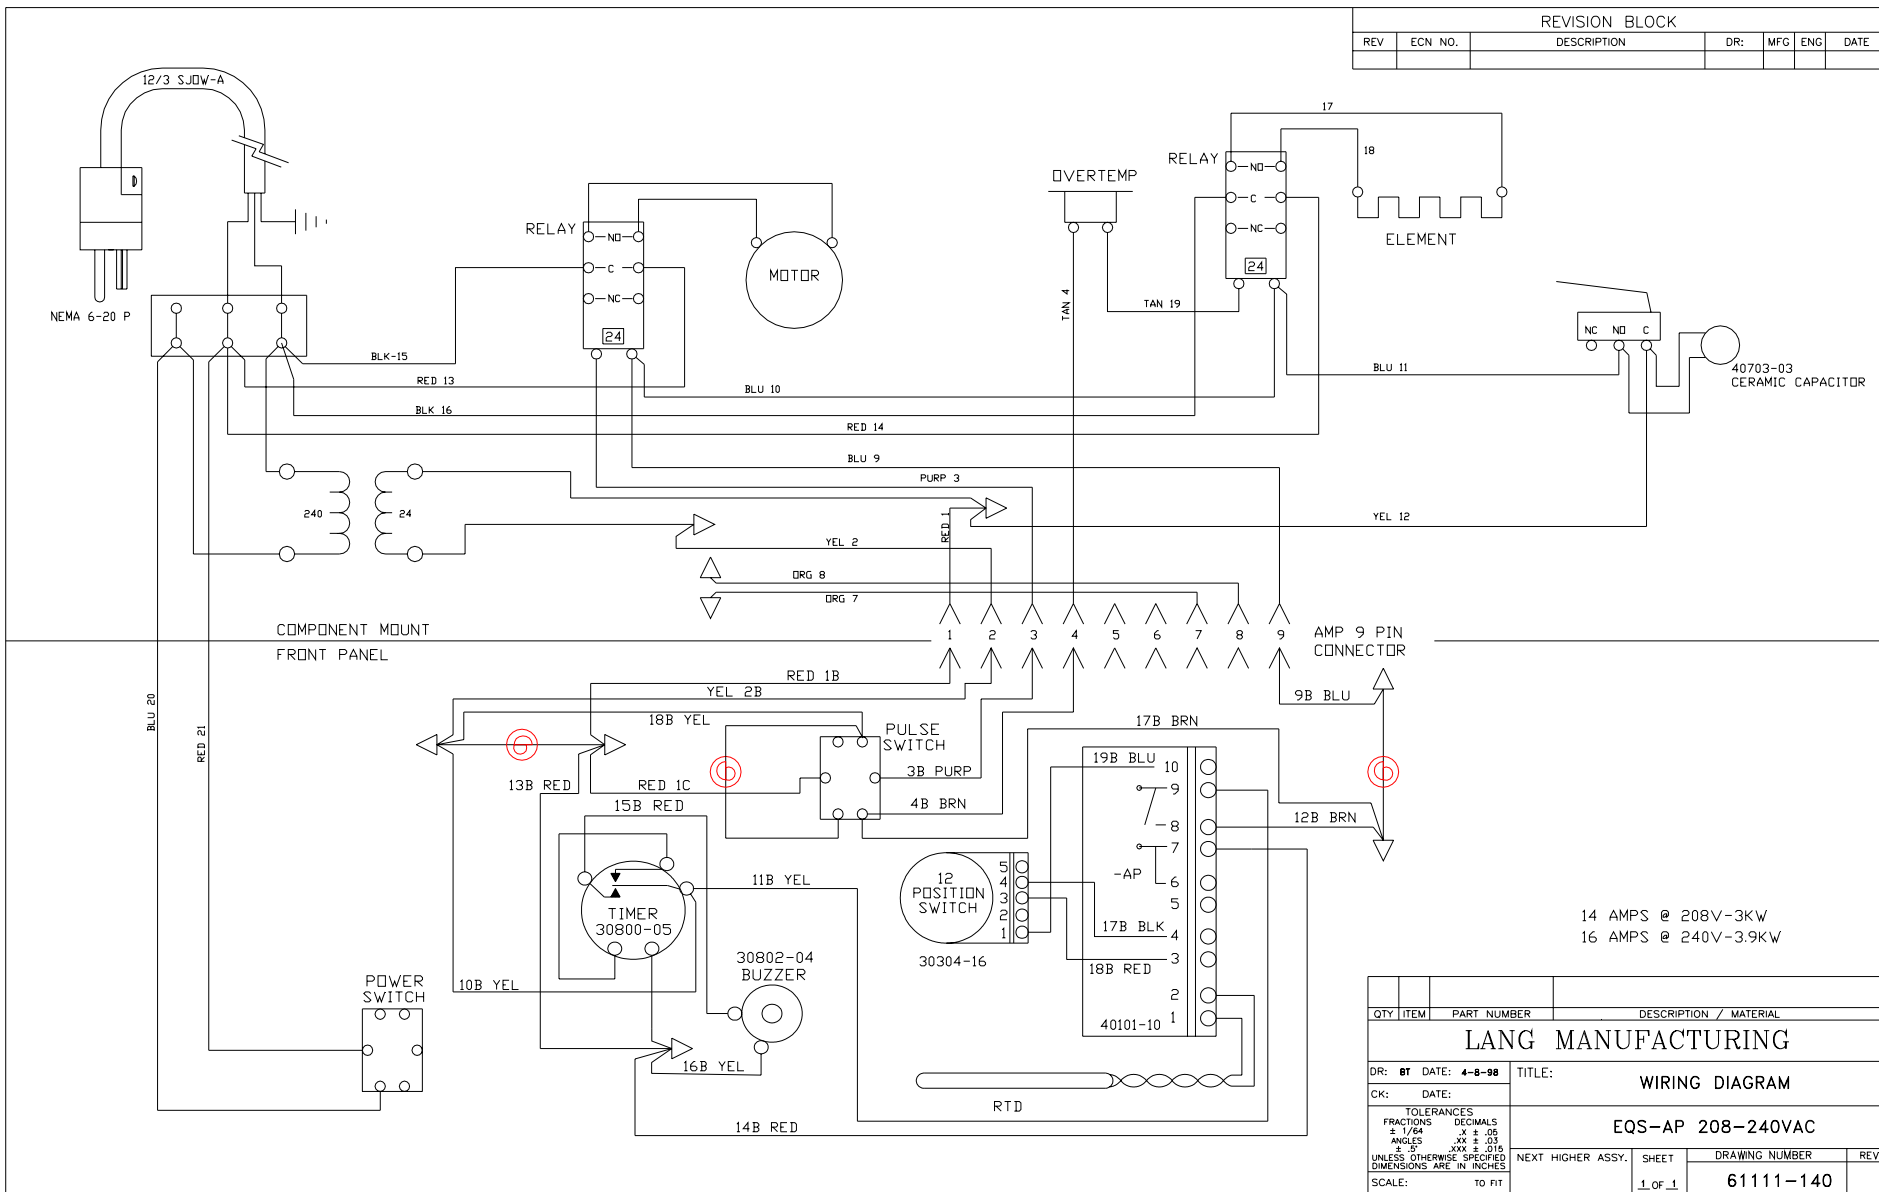 REVISION BLOCK
REV ECN NO. DESCRIPTION DR: MFG ENG DATE
12/3 SJOW-A
D
NEMA 6-20 P
RELAY
NO
C
NC
24
MOTOR
OVERTEMP
RELAY
NO
C
NC
24
17
18
ELEMENT
TAN 4
TAN 19
NC NO C
40703-03
CERAMIC CAPACITOR
BLK-15
RED 13
BLU 10
BLU 11
BLK 16
RED 14
BLU 9
PURP 3
240
24
RED 1
YEL 12
YEL 2
ORG 8
ORG 7
COMPONENT MOUNT
FRONT PANEL
1 2 3 4 5 6 7 8 9
AMP 9 PIN
CONNECTOR
BLU 20
RED 21
RED 1B
YEL 2B
18B YEL
9B BLU
17B BRN
PULSE
SWITCH
3B PURP
4B BRN
13B RED
RED 1C
15B RED
19B BLU
10
9
8
7
-AP
6
5
4
3
2
1
12B BRN
40101-10
12
POSITION
SWITCH
5
4
3
2
1
30304-16
17B BLK
18B RED
11B YEL
TIMER
30800-05
30802-04
BUZZER
10B YEL
16B YEL
14B RED
POWER
SWITCH
RTD
14 AMPS @ 208V-3KW
16 AMPS @ 240V-3.9KW
QTY ITEM PART NUMBER DESCRIPTION / MATERIAL
LANG MANUFACTURING
DR: BT DATE: 4-8-98
TITLE: WIRING DIAGRAM
CK: DATE:
TOLERANCES
FRACTIONS DECIMALS
± 1/64 .X ± .06
ANGLES .XX ± .03
± .5° .XXX ± .015
UNLESS OTHERWISE SPECIFIED
DIMENSIONS ARE IN INCHES
SCALE: TO FIT
EQS-AP 208-240VAC
NEXT HIGHER ASSY.
SHEET
1 OF 1
DRAWING NUMBER
61111-140
REV